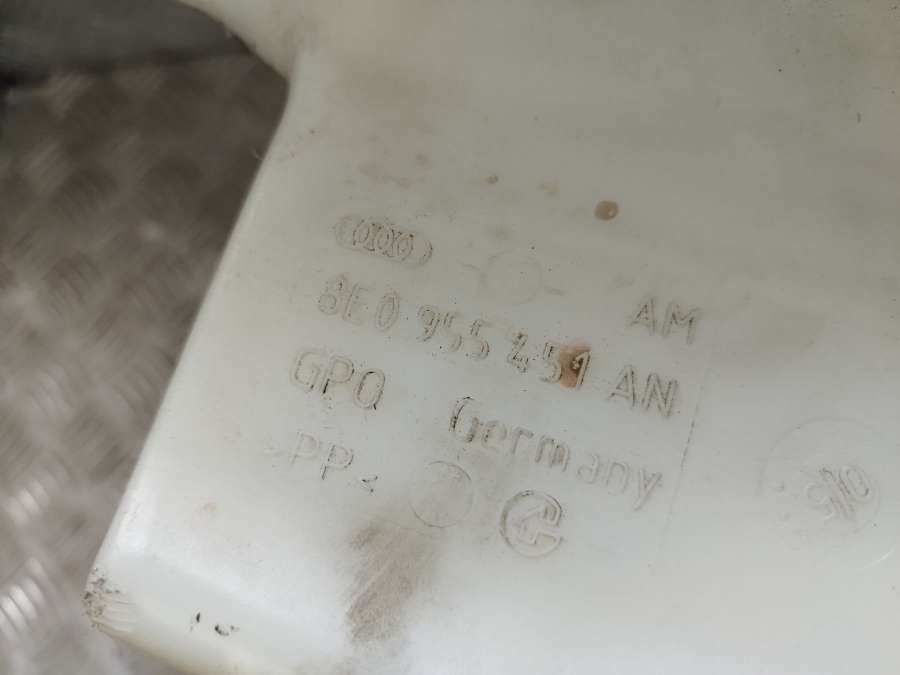 AM
8E0 955 451 AN
GPO Germany
>PP<